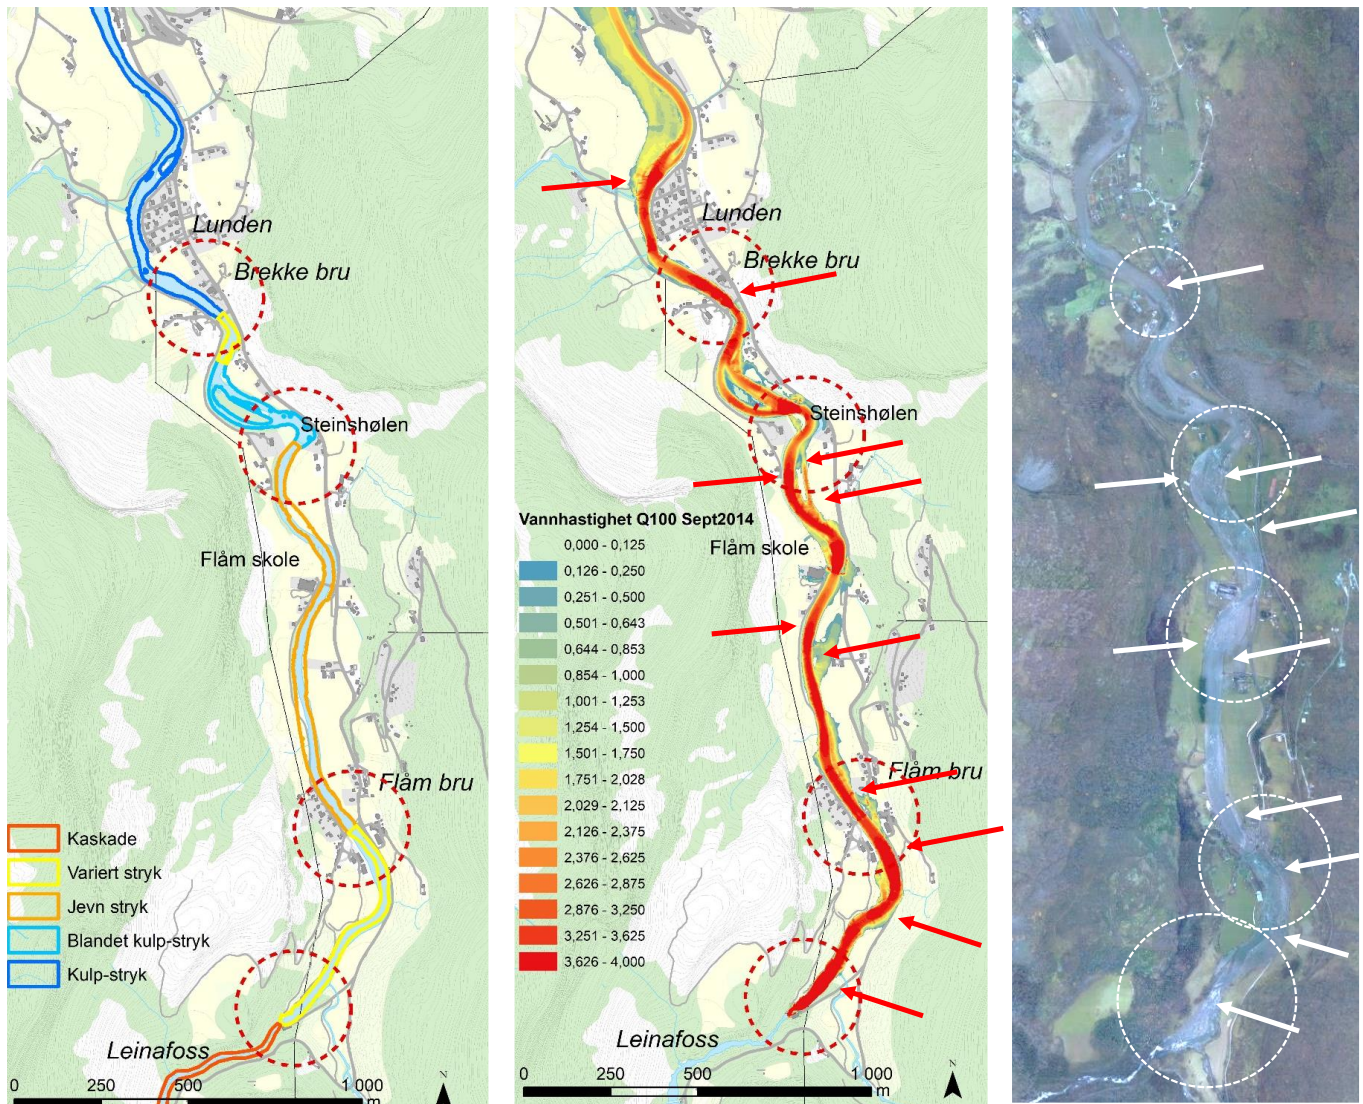 Lunden
Brekke bru
Steinshølen
Flåm skole
Flåm bru
Kaskade
Variert stryk
Jevn stryk
Blandet kulp-stryk
Kulp-stryk
Leinafoss
0 250 500 1 000
m
N
Lunden
Brekke bru
Steinshølen
Vannhastighet Q100 Sept2014
Flåm skole
0,000 - 0,125
0,126 - 0,250
0,251 - 0,500
0,501 - 0,643
0,644 - 0,853
0,854 - 1,000
1,001 - 1,253
1,254 - 1,500
1,501 - 1,750
1,751 - 2,028
2,029 - 2,125
2,126 - 2,375
2,376 - 2,625
2,626 - 2,875
2,876 - 3,250
3,251 - 3,625
3,626 - 4,000
Flåm bru
Leinafoss
0 250 500 1 000
m
N